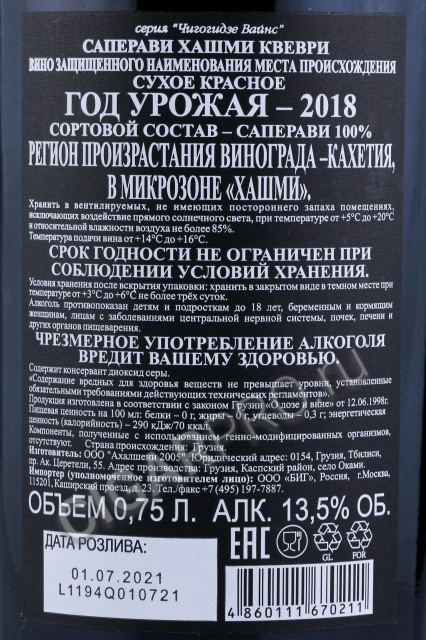 серия "Чигогидзе Вайнс"
САПЕРАВИ ХАШМИ КВЕВРИ
ВИНО ЗАЩИЩЕННОГО НАИМЕНОВАНИЯ МЕСТА ПРОИСХОЖДЕНИЯ
СУХОЕ КРАСНОЕ
ГОД УРОЖАЯ – 2018
СОРТОВОЙ СОСТАВ – САПЕРАВИ 100%
РЕГИОН ПРОИЗРАСТАНИЯ ВИНОГРАДА –КАХЕТИЯ,
В МИКРОЗОНЕ «ХАШМИ»,
Хранить в вентилируемых, не имеющих постороннего запаха помещениях,
исключающих воздействие прямого солнечного света, при температуре от +5°С до +20°С
и относительной влажности воздуха не более 85%.
Температура подачи вина от +14°С до +16°С.
СРОК ГОДНОСТИ НЕ ОГРАНИЧЕН ПРИ
СОБЛЮДЕНИИ УСЛОВИЙ ХРАНЕНИЯ.
Условия хранения после вскрытия упаковки: хранить в закрытом виде в темном месте при
температуре от +3°С до +6°С не более трёх суток.
Алкоголь противопоказан детям и подросткам до 18 лет, беременным и кормящим
женщинам, лицам с заболеваниями центральной нервной системы, почек, печени и
других органов пищеварения.
ЧРЕЗМЕРНОЕ УПОТРЕБЛЕНИЕ АЛКОГОЛЯ
ВРЕДИТ ВАШЕМУ ЗДОРОВЬЮ.
Содержит консервант диоксид серы.
«Содержание вредных для здоровья веществ не превышает уровни, установленные
обязательными требованиями действующих технических регламентов».
Продукция изготовлена в соответствии с законом Грузии «О лозе и вине» от 12.06.1998г.
Пищевая ценность на 100 мл: белки – 0 г, жиры – 0 г, углеводы – 0,3 г; энергетическая
ценность (калорийность) – 290 кДж/70 ккал.
Компоненты, полученные с использованием генно-модифицированных организмов,
отсутствуют. Страна происхождения: Грузия.
Изготовитель: ООО "Ахалшени 2005". Юридический адрес: 0154, Грузия, Тбилиси,
пр. Ак. Церетели, 55. Адрес производства: Грузия, Каспский район, село Оками.
Импортер (уполномоченное изготовителем лицо): ООО «БИГ», Россия, г.Москва,
115201, Каширский проезд, д. 23. Тел./факс +7 (495) 197-7887.
ОБЪЕМ 0,75 Л. АЛК. 13,5% ОБ.
ДАТА РОЗЛИВА:
01.07.2021
L1194Q010721
EAC
GL
FOR
4 860111 670211